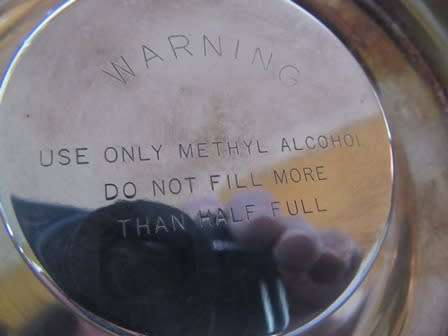 WARNING
USE ONLY METHYL ALCOHOL
DO NOT FILL MORE
THAN HALF FULL